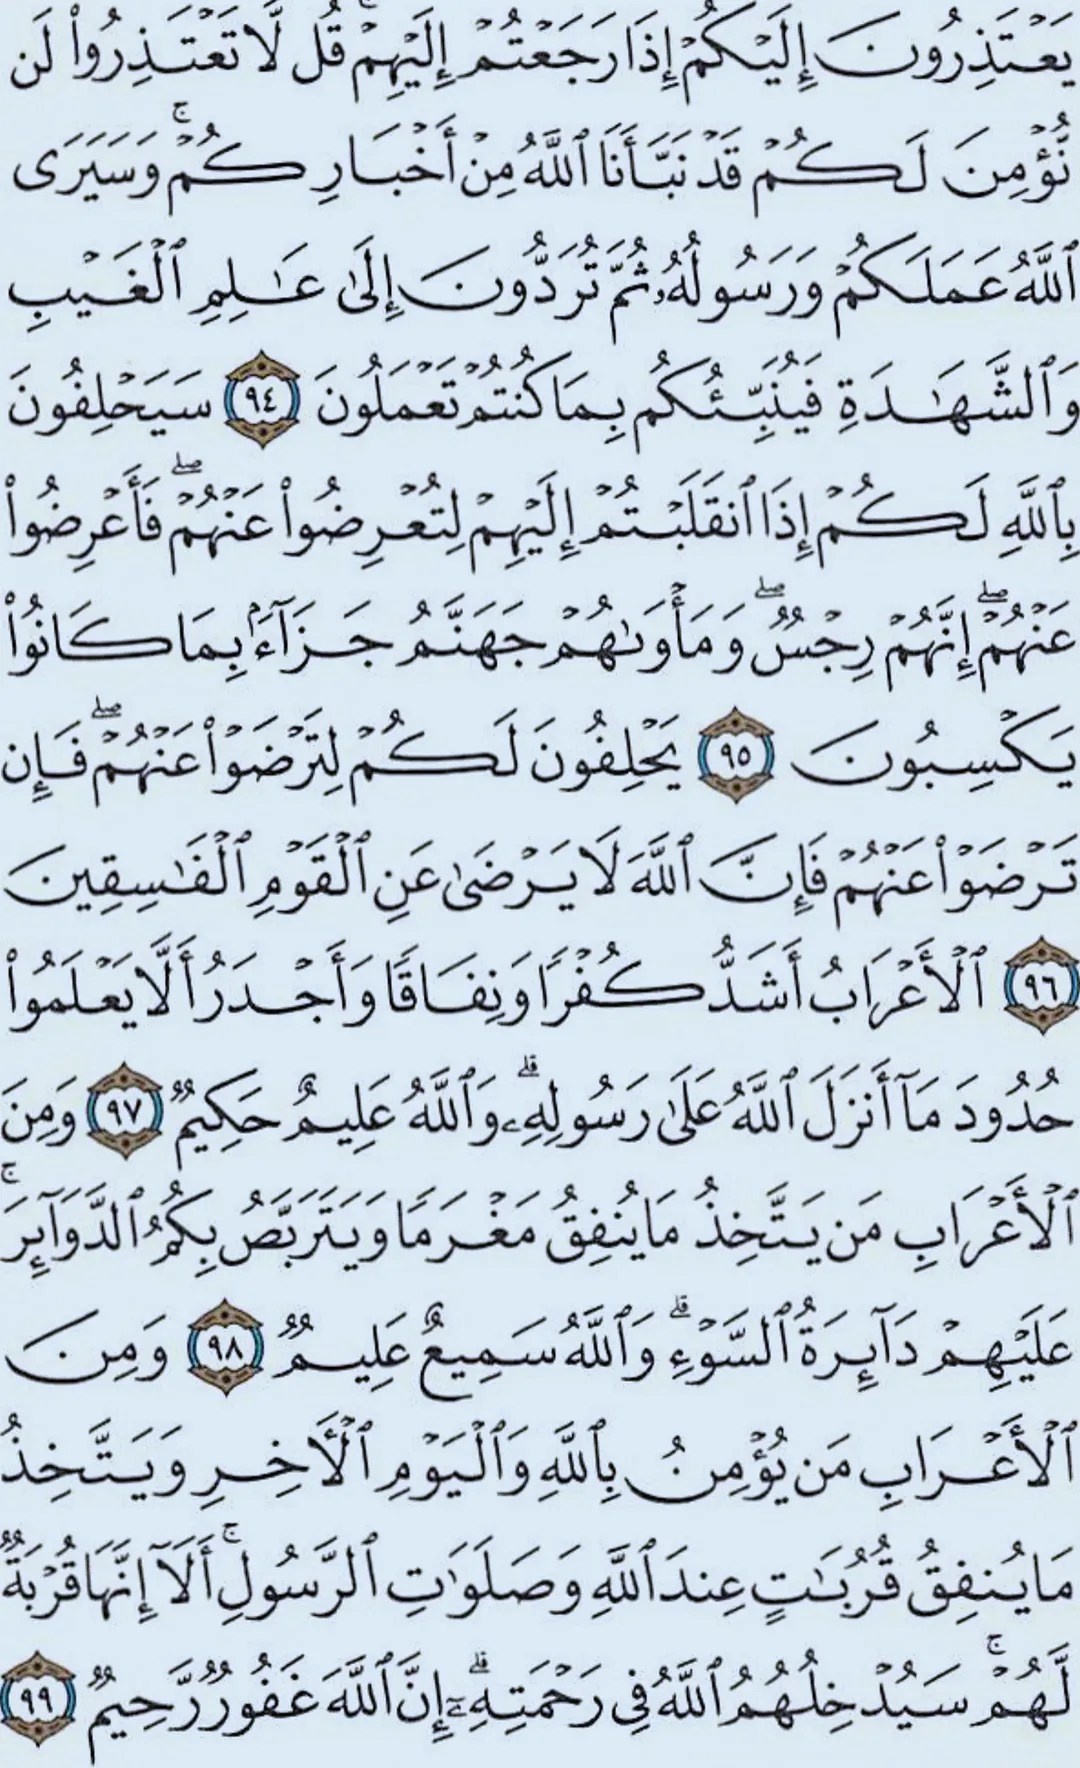 يَعْتَذِرُونَ إِلَيْكُمْ إِذَا رَجَعْتُمْ إِلَيْهِمْ ۚ قُل لَّا تَعْتَذِرُوا۟ لَن
نُّؤْمِنَ لَكُمْ قَدْ نَبَّأَنَا ٱللَّهُ مِنْ أَخْبَارِكُمْ ۚ وَسَيَرَى
ٱللَّهُ عَمَلَكُمْ وَرَسُولُهُۥ ثُمَّ تُرَدُّونَ إِلَىٰ عَـٰلِمِ ٱلْغَيْبِ
وَٱلشَّهَـٰدَةِ فَيُنَبِّئُكُم بِمَا كُنتُمْ تَعْمَلُونَ ٩٤ سَيَحْلِفُونَ
بِٱللَّهِ لَكُمْ إِذَا ٱنقَلَبْتُمْ إِلَيْهِمْ لِتُعْرِضُوا۟ عَنْهُمْ ۖ فَأَعْرِضُوا۟
عَنْهُمْ ۖ إِنَّهُمْ رِجْسٌ ۖ وَمَأْوَىٰهُمْ جَهَنَّمُ جَزَآءًۢ بِمَا كَانُوا۟
يَكْسِبُونَ ٩٥ يَحْلِفُونَ لَكُمْ لِتَرْضَوْا۟ عَنْهُمْ ۖ فَإِن
تَرْضَوْا۟ عَنْهُمْ فَإِنَّ ٱللَّهَ لَا يَرْضَىٰ عَنِ ٱلْقَوْمِ ٱلْفَـٰسِقِينَ
٩٦ ٱلْأَعْرَابُ أَشَدُّ كُفْرًا وَنِفَاقًا وَأَجْدَرُ أَلَّا يَعْلَمُوا۟
حُدُودَ مَآ أَنزَلَ ٱللَّهُ عَلَىٰ رَسُولِهِۦ ۗ وَٱللَّهُ عَلِيمٌ حَكِيمٌ ٩٧ وَمِنَ
ٱلْأَعْرَابِ مَن يَتَّخِذُ مَا يُنفِقُ مَغْرَمًا وَيَتَرَبَّصُ بِكُمُ ٱلدَّوَآئِرَ ۚ
عَلَيْهِمْ دَآئِرَةُ ٱلسَّوْءِ ۗ وَٱللَّهُ سَمِيعٌ عَلِيمٌ ٩٨ وَمِنَ
ٱلْأَعْرَابِ مَن يُؤْمِنُ بِٱللَّهِ وَٱلْيَوْمِ ٱلْـَٔاخِرِ وَيَتَّخِذُ
مَا يُنفِقُ قُرُبَـٰتٍ عِندَ ٱللَّهِ وَصَلَوَٰتِ ٱلرَّسُولِ ۚ أَلَآ إِنَّهَا قُرْبَةٌ
لَّهُمْ ۚ سَيُدْخِلُهُمُ ٱللَّهُ فِى رَحْمَتِهِۦٓ ۗ إِنَّ ٱللَّهَ غَفُورٌ رَّحِيمٌ ٩٩